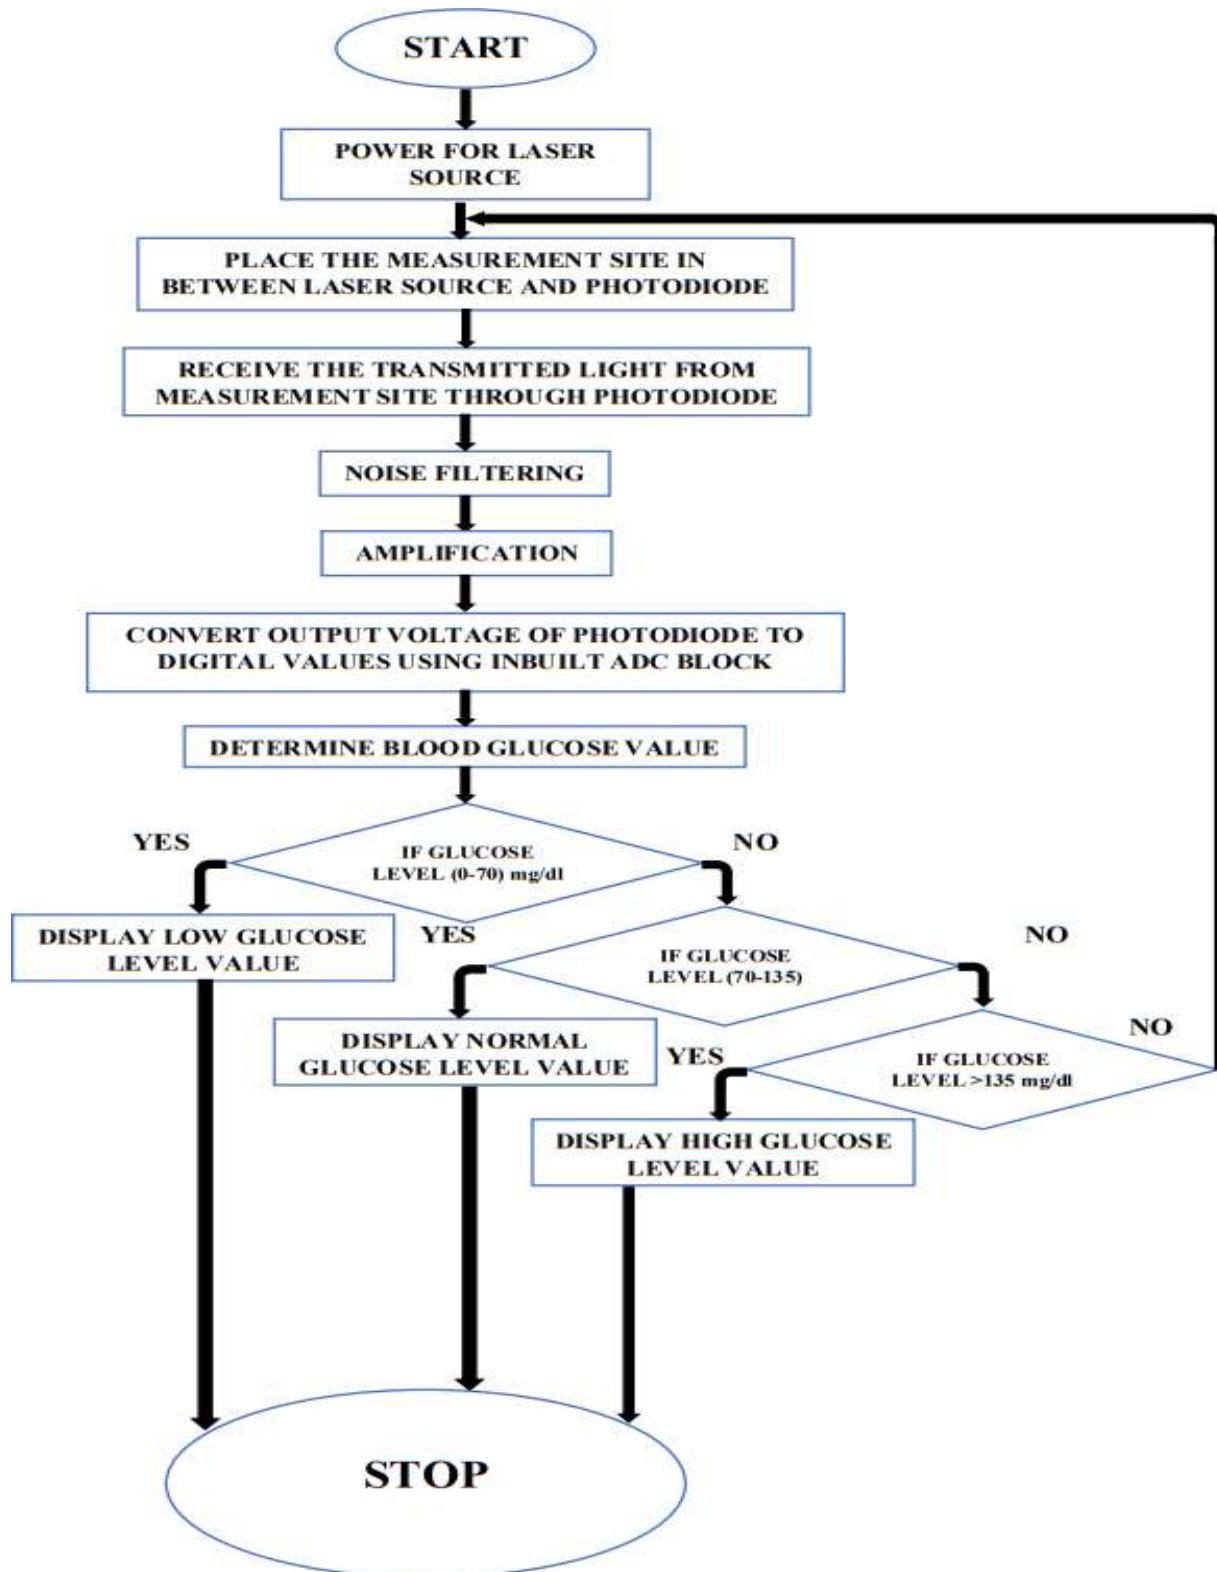 START
POWER FOR LASER
SOURCE
PLACE THE MEASUREMENT SITE IN
BETWEEN LASER SOURCE AND PHOTODIODE
RECEIVE THE TRANSMITTED LIGHT FROM
MEASUREMENT SITE THROUGH PHOTODIODE
NOISE FILTERING
AMPLIFICATION
CONVERT OUTPUT VOLTAGE OF PHOTODIODE TO
DIGITAL VALUES USING INBUILT ADC BLOCK
DETERMINE BLOOD GLUCOSE VALUE
YES
NO
IF GLUCOSE
LEVEL (0-70) mg/dl
DISPLAY LOW GLUCOSE
LEVEL VALUE
YES
NO
IF GLUCOSE
LEVEL (70-135)
DISPLAY NORMAL
GLUCOSE LEVEL VALUE
YES
NO
IF GLUCOSE
LEVEL >135 mg/dl
DISPLAY HIGH GLUCOSE
LEVEL VALUE
STOP